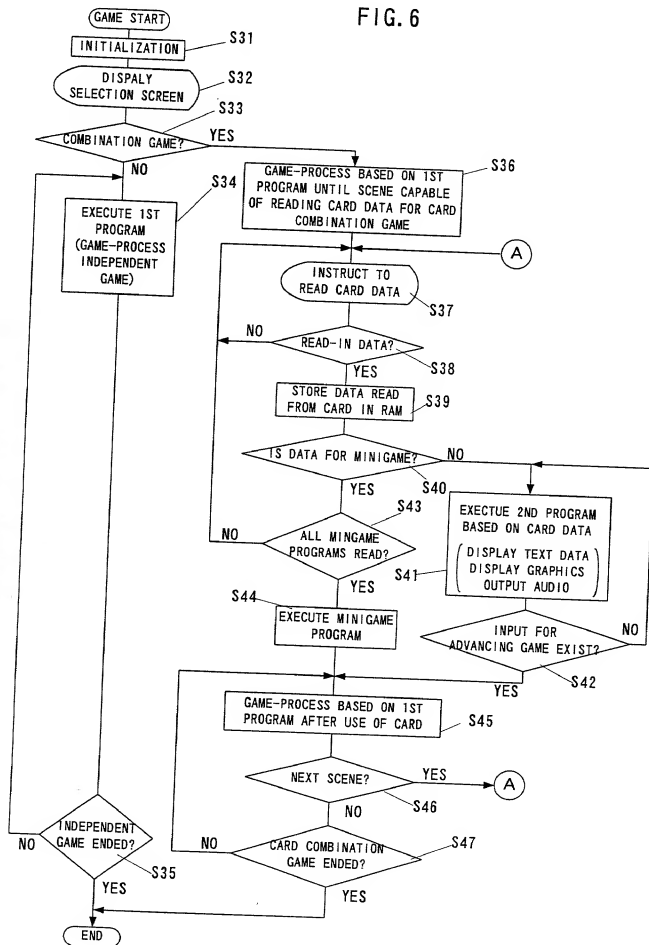 FIG.6
GAME START
INITIALIZATION
S31
DISPALY
SELECTION SCREEN
S32
S33
COMBINATION GAME?
YES
NO
S34
EXECUTE 1ST
PROGRAM
(GAME-PROCESS
INDEPENDENT
GAME)
S36
GAME-PROCESS BASED ON 1ST
PROGRAM UNTIL SCENE CAPABLE
OF READING CARD DATA FOR CARD
COMBINATION GAME
A
INSTRUCT TO
READ CARD DATA
S37
NO
READ-IN DATA?
S38
YES
STORE DATA READ
FROM CARD IN RAM
S39
IS DATA FOR MINIGAME?
NO
S40
YES
S43
NO
ALL MINGAME
PROGRAMS READ?
YES
EXECTUE 2ND PROGRAM
BASED ON CARD DATA
S41
(DISPLAY TEXT DATA
DISPLAY GRAPHICS
OUTPUT AUDIO)
S44
EXECUTE MINIGAME
PROGRAM
INPUT FOR
ADVANCING GAME EXIST?
NO
YES
S42
GAME-PROCESS BASED ON 1ST
PROGRAM AFTER USE OF CARD
S45
NEXT SCENE?
YES
A
S46
NO
S47
NO
CARD COMBINATION
GAME ENDED?
YES
INDEPENDENT
GAME ENDED?
NO
S35
YES
END